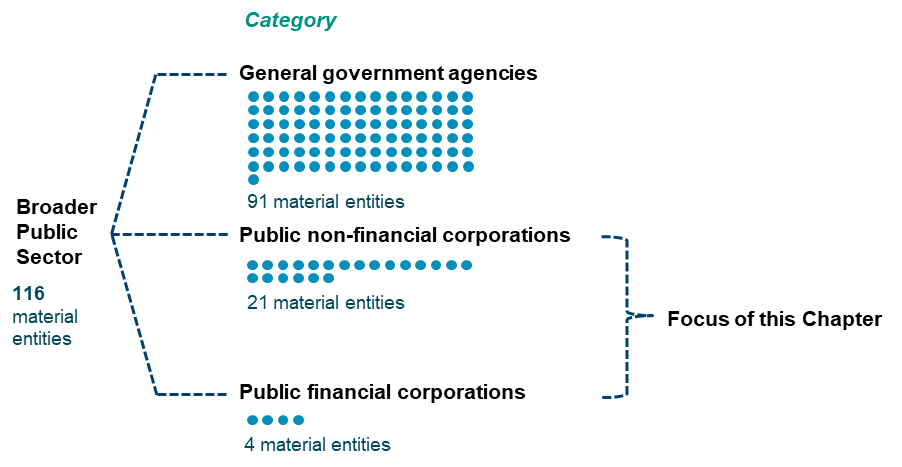 Category
General government agencies
91 material entities
Broader
Public
Sector
116
material
entities
Public non-financial corporations
21 material entities
Focus of this Chapter
Public financial corporations
4 material entities